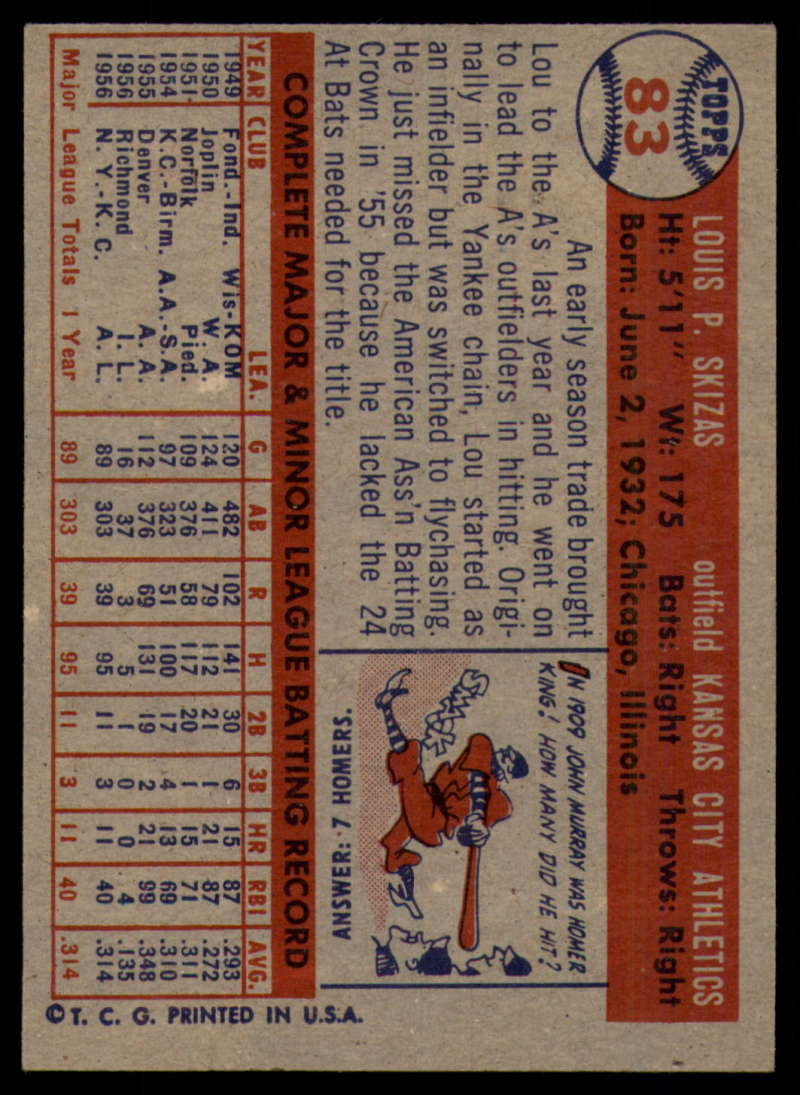 TOPPS
83
LOUIS P. SKIZAS outfield KANSAS CITY ATHLETICS
Ht: 5'11" Wt: 175 Bats: Right Throws: Right
Born: June 2, 1932; Chicago, Illinois
An early season trade brought
Lou to the A's last year and he went on
to lead the A's outfielders in hitting. Origi-
nally in the Yankee chain, Lou started as
an infielder but was switched to flychasing.
He just missed the American Ass'n Batting
Crown in '55 because he lacked the 24
At Bats needed for the title.
IN 1909 JOHN MURRAY WAS HOMER
KING! HOW MANY DID HE HIT?
ANSWER: 7 HOMERS.
COMPLETE MAJOR & MINOR LEAGUE BATTING RECORD
YEAR CLUB LEA. G AB R H 2B 3B HR RBI AVG.
1949 Fond.-Ind. Wis-KOM 120 482 102 141 30 6 15 87 .293
1950 Joplin W. A. 124 411 79 112 21 1 21 87 .272
1951 Norfolk Pied. 109 376 58 117 20 1 15 71 .311
1954 K.C.-Birm. A.A.-S.A. 97 323 51 100 17 4 13 69 .310
1955 Denver A. A. 112 376 69 131 19 2 21 99 .348
1956 Richmond I. L. 16 37 3 5 1 0 0 4 .135
1956 N. Y.-K. C. A. L. 89 303 39 95 11 3 11 40 .314
Major League Totals 1 Year 89 303 39 95 11 3 11 40 .314
© T. C. G. PRINTED IN U.S.A.